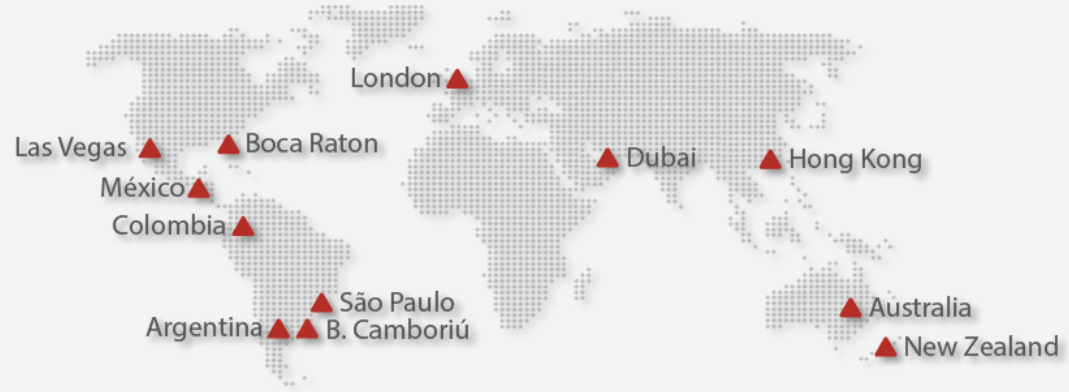 London
Las Vegas
Boca Raton
Dubai
Hong Kong
México
Colombia
São Paulo
Australia
Argentina
B. Camboriú
New Zealand